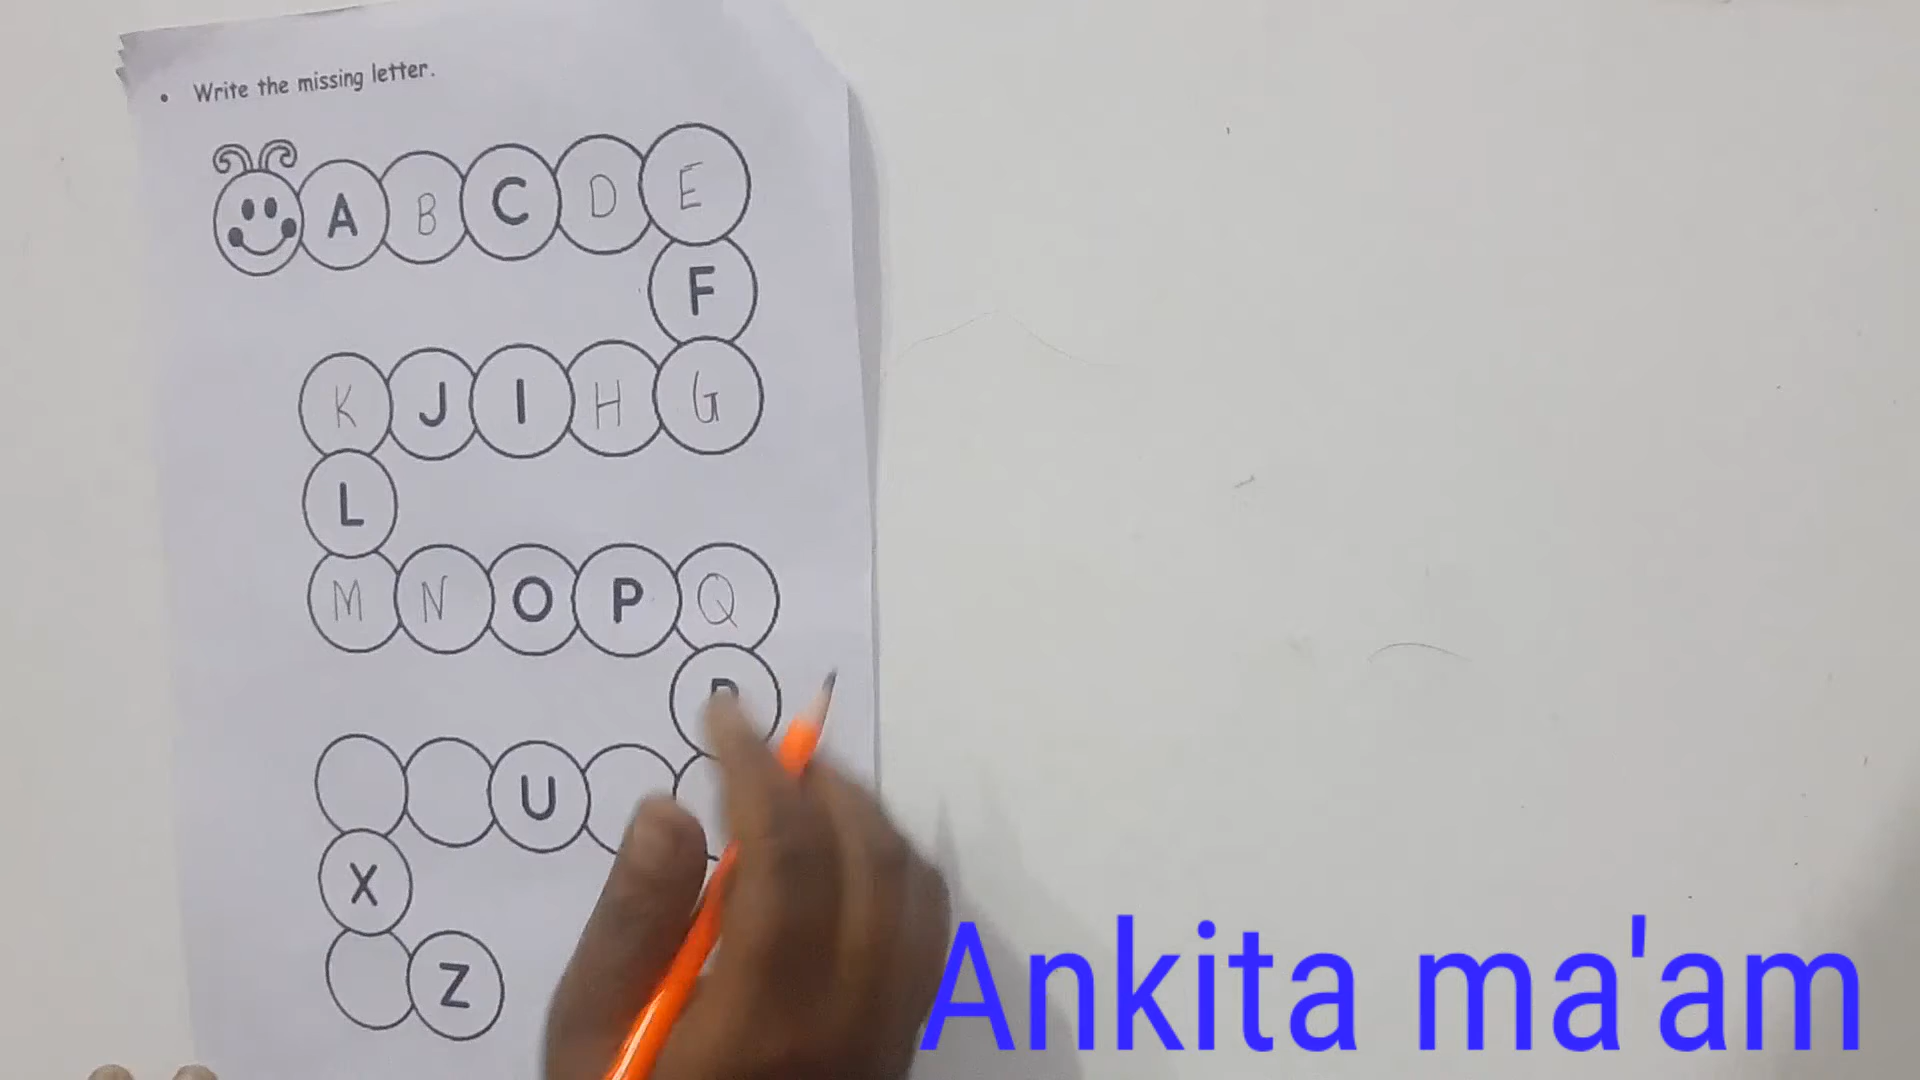 • Write the missing letter.
A B C D E
F
K J I H G
L
M N O P Q
U
X
Z
Ankita ma'am